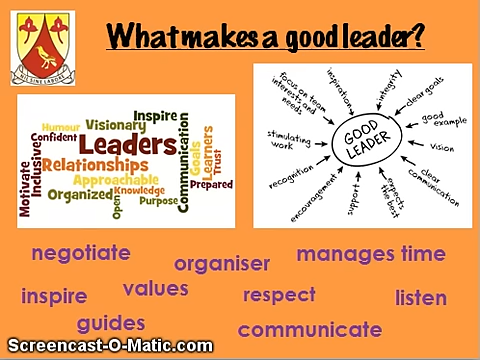 What makes a good leader?
NIL SINE LABORE
Inspire
Humour
Visionary
Confident
Leaders
Communication
Goals
Learners
Trust
Motivate
Inclusive
Relationships
Approachable
Prepared
Organized
Knowledge
Open
Purpose
GOOD
LEADER
inspiration
integrity
clear goals
good
example
vision
clear
communication
expects
the best
support
encouragement
recognition
stimulating
work
focus on team
interests and
needs
negotiate
organiser
manages time
inspire
values
respect
listen
guides
communicate
Screencast-O-Matic.com